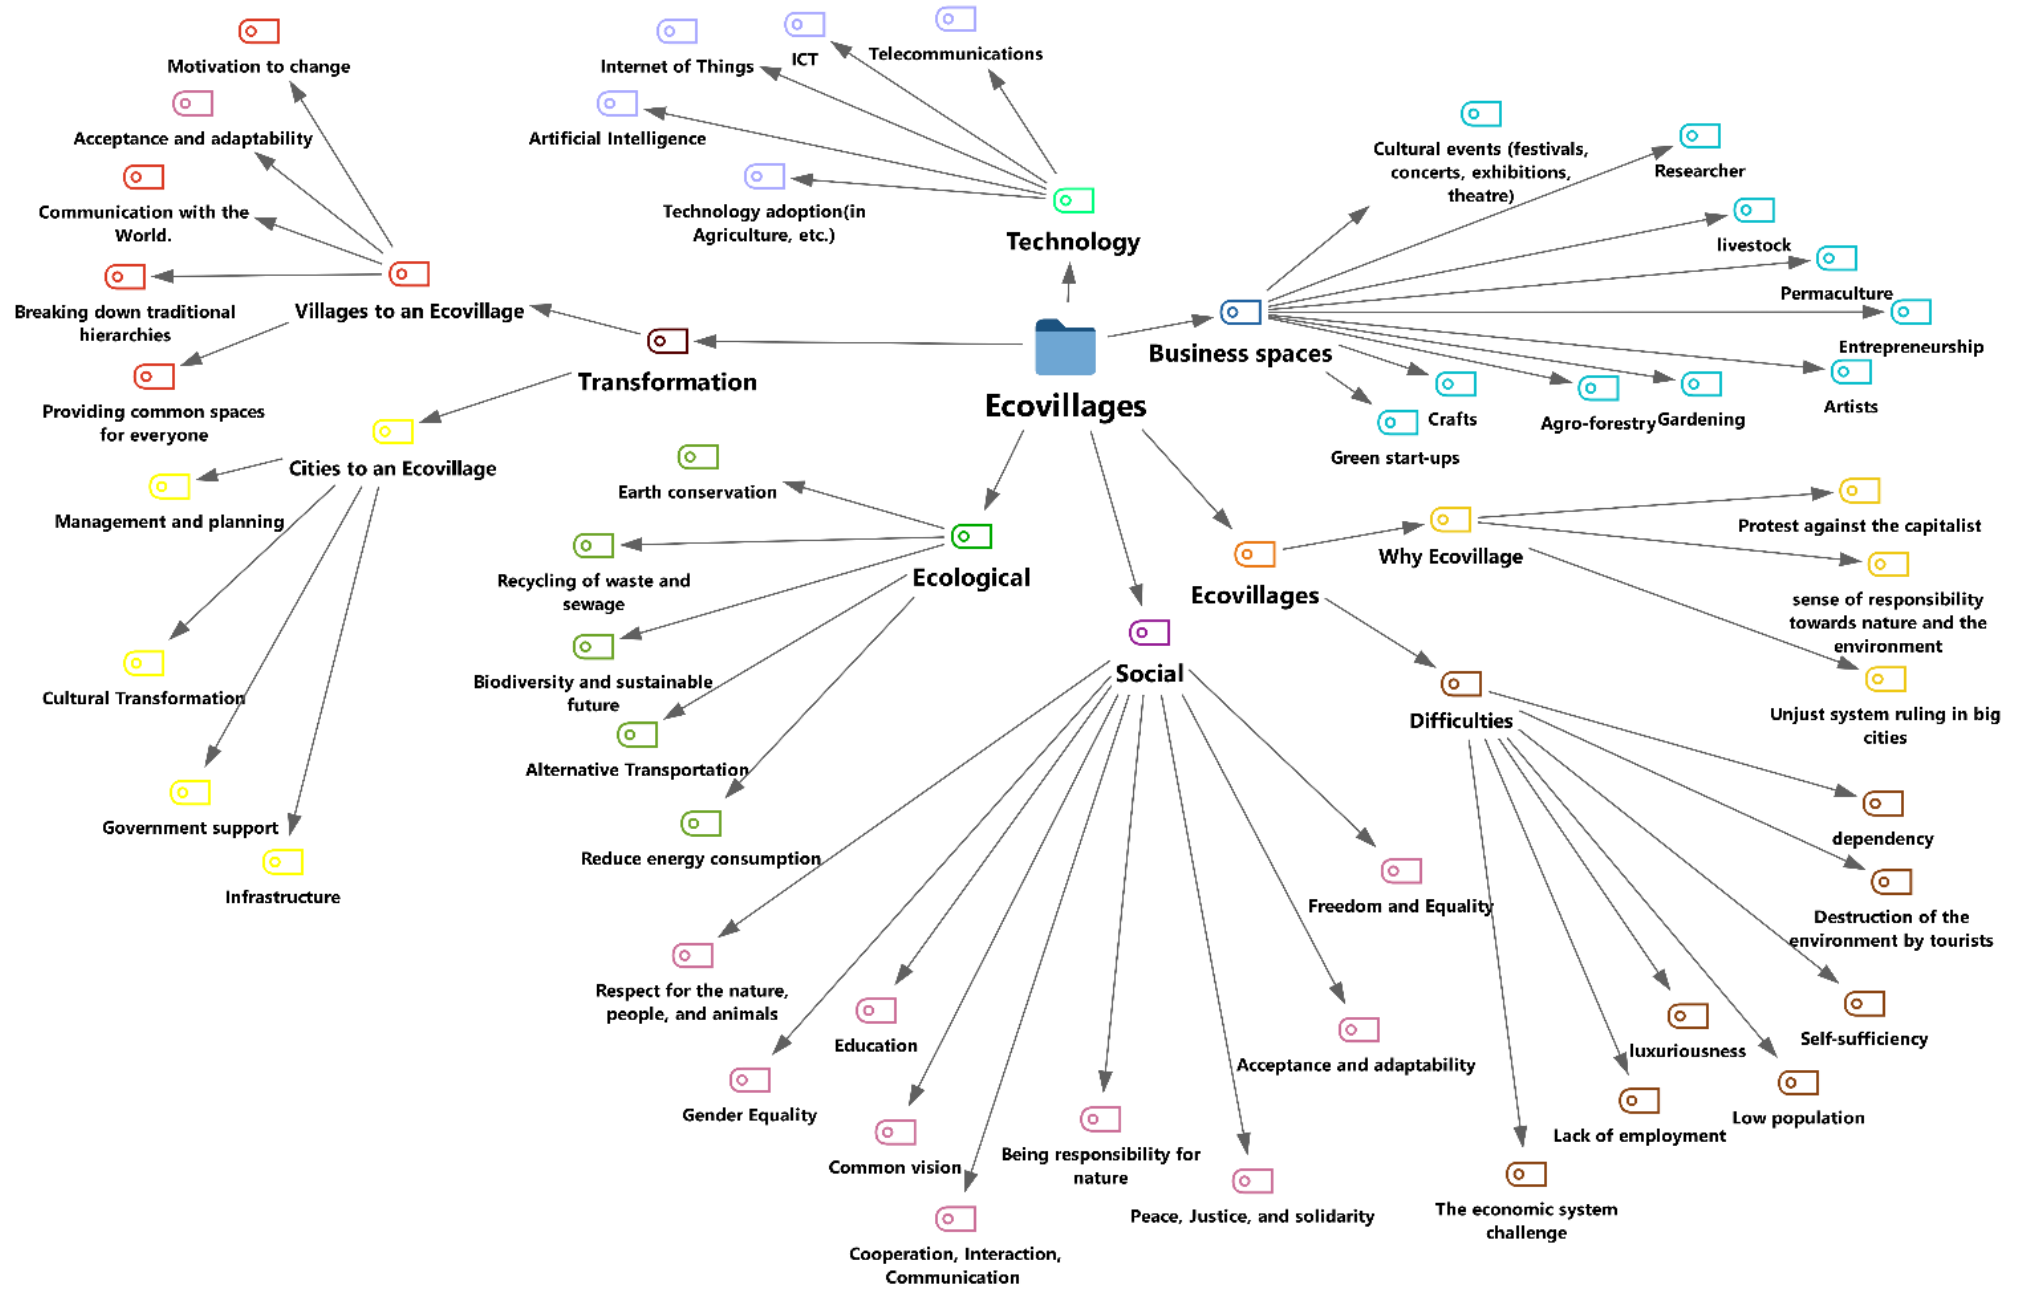 Motivation to change
Acceptance and adaptability
Communication with the
World.
Breaking down traditional
hierarchies
Providing common spaces
for everyone
Villages to an Ecovillage
Transformation
Cities to an Ecovillage
Management and planning
Cultural Transformation
Government support
Infrastructure
Internet of Things
ICT
Telecommunications
Artificial Intelligence
Technology adoption(in
Agriculture, etc.)
Technology
Ecovillages
Business spaces
Cultural events (festivals,
concerts, exhibitions,
theatre)
Researcher
livestock
Permaculture
Entrepreneurship
Artists
Gardening
Agro-forestry
Crafts
Green start-ups
Earth conservation
Recycling of waste and
sewage
Biodiversity and sustainable
future
Alternative Transportation
Reduce energy consumption
Ecological
Social
Respect for the nature,
people, and animals
Education
Gender Equality
Common vision
Cooperation, Interaction,
Communication
Being responsibility for
nature
Peace, Justice, and solidarity
Acceptance and adaptability
Freedom and Equality
Ecovillages
Why Ecovillage
Protest against the capitalist
sense of responsibility
towards nature and the
environment
Unjust system ruling in big
cities
Difficulties
dependency
Destruction of the
environment by tourists
Self-sufficiency
luxuriousness
Low population
Lack of employment
The economic system
challenge